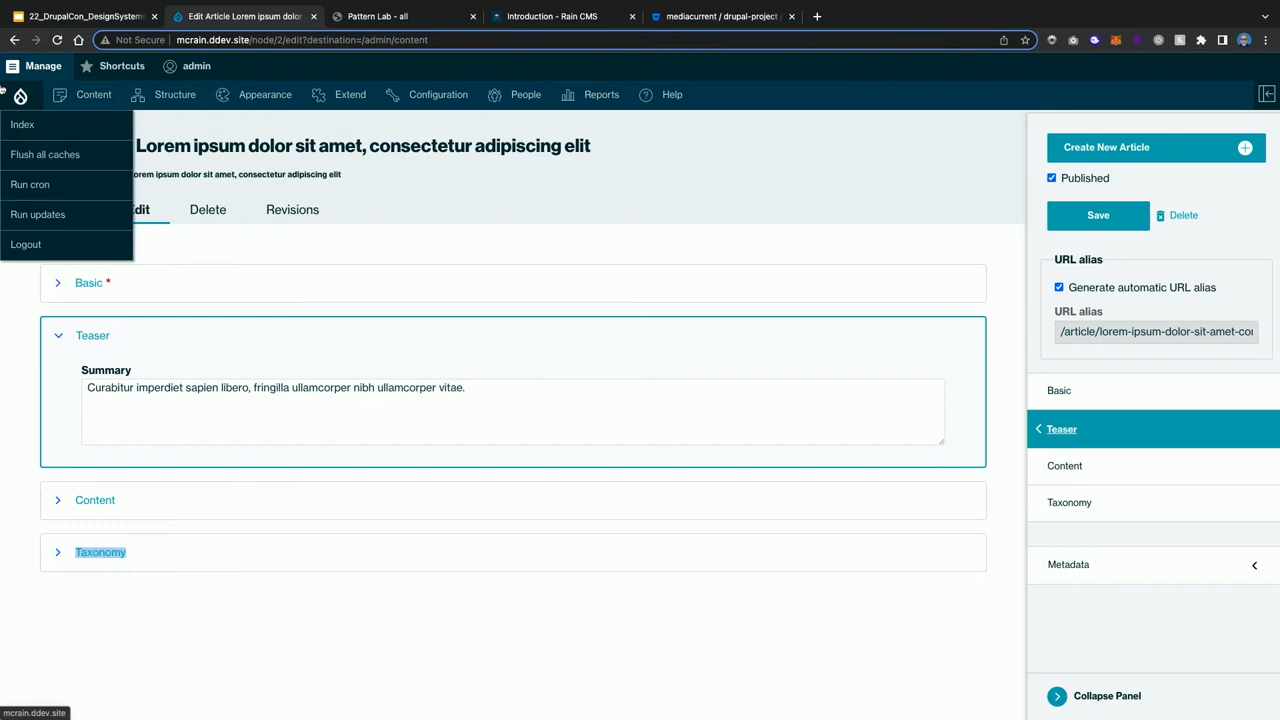 22_DrupalCon_DesignSystems
Edit Article Lorem ipsum dolor
Pattern Lab - all
Introduction - Rain CMS
mediacurrent / drupal-project
Not Secure
mcrain.ddev.site/node/2/edit?destination=/admin/content
Manage
Shortcuts
admin
Content
Structure
Appearance
Extend
Configuration
People
Reports
Help
Index
Flush all caches
Run cron
Run updates
Logout
Lorem ipsum dolor sit amet, consectetur adipiscing elit
orem ipsum dolor sit amet, consectetur adipiscing elit
dit
Delete
Revisions
Basic *
Teaser
Summary
Curabitur imperdiet sapien libero, fringilla ullamcorper nibh ullamcorper vitae.
Content
Taxonomy
Create New Article
Published
Save
Delete
URL alias
Generate automatic URL alias
URL alias
/article/lorem-ipsum-dolor-sit-amet-co
Basic
Teaser
Content
Taxonomy
Metadata
Collapse Panel
mcrain.ddev.site